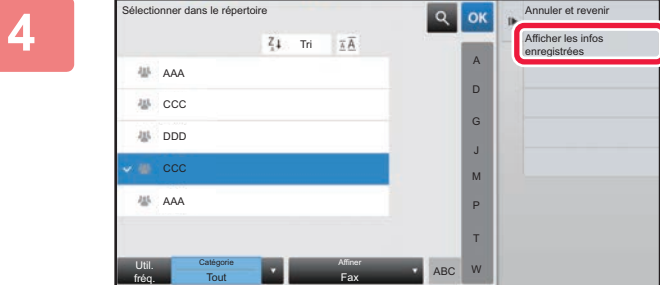 4
Sélectionner dans le répertoire
OK
Annuler et revenir
Afficher les infos
enregistrées
Tri
AAA
CCC
DDD
CCC
AAA
A
D
G
J
M
P
T
W
Util.
fréq.
Catégorie
Tout
Affiner
Fax
ABC